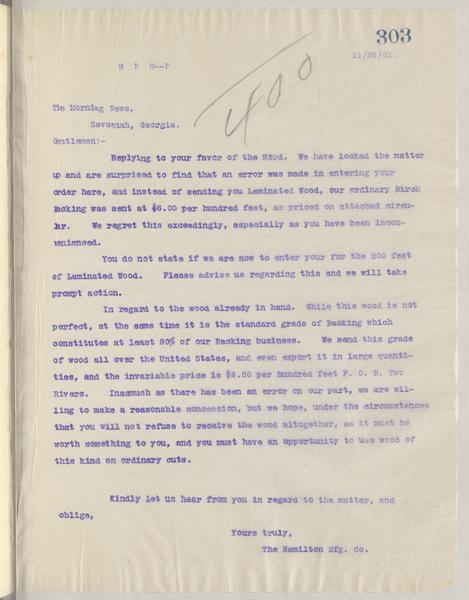 303
11/26/01.
M P H--P
400
The Morning News,
Savannah, Georgia.
Gentlemen:-
Replying to your favor of the 23rd. We have looked the matter
up and are surprised to find that an error was made in entering your
order here, and instead of sending you Laminated Wood, our ordinary Birch
Backing was sent at $6.00 per hundred feet, as priced on attached circu-
lar. We regret this exceedingly, especially as you have been incon-
venienced.
You do not state if we are now to enter your for the 200 feet
of Laminated Wood. Please advise us regarding this and we will take
prompt action.
In regard to the wood already in hand. While this wood is not
perfect, at the same time it is the standard grade of Backing which
constitutes at least 90% of our Backing business. We send this grade
of wood all over the United States, and even export it in large quanti-
ties, and the invariable price is $6.00 per hundred feet F. O. B. Two
Rivers. Inasmuch as there has been an error on our part, we are wil-
ling to make a reasonable concession, but we hope, under the circumstances
that you will not refuse to receive the wood altogether, as it must be
worth something to you, and you must have an opportunity to use wood of
this kind on ordinary cuts.
Kindly let us hear from you in regard to the matter, and
oblige,
Yours truly,
The Hamilton Mfg. Co.